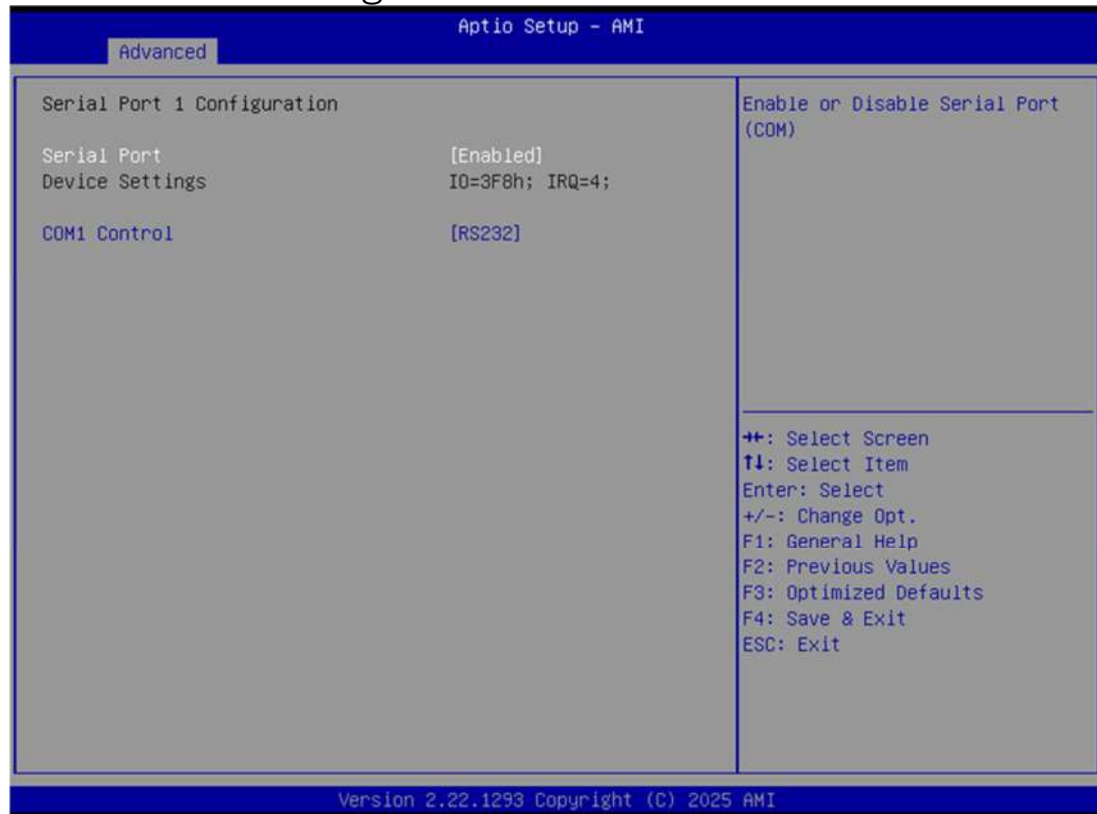 Aptio Setup – AMI
Advanced
Serial Port 1 Configuration
Serial Port [Enabled]
Device Settings IO=3F8h; IRQ=4;
COM1 Control [RS232]
Enable or Disable Serial Port
(COM)
→←: Select Screen
↑↓: Select Item
Enter: Select
+/-: Change Opt.
F1: General Help
F2: Previous Values
F3: Optimized Defaults
F4: Save & Exit
ESC: Exit
Version 2.22.1293 Copyright (C) 2025 AMI